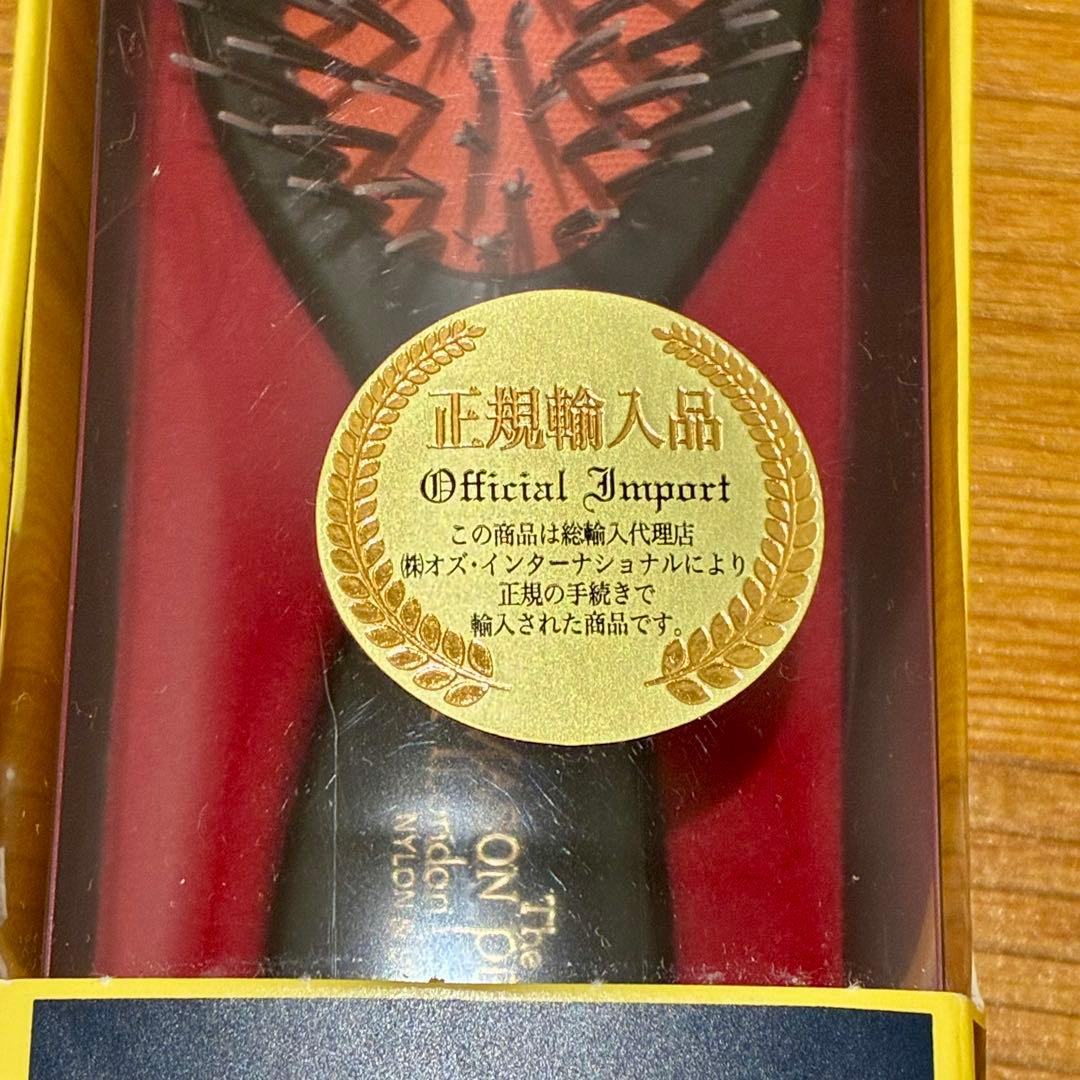 正規輸入品
Official Import
この商品は総輸入代理店
㈱オズ・インターナショナルにより
正規の手続きで
輸入された商品です。
The
NYLON